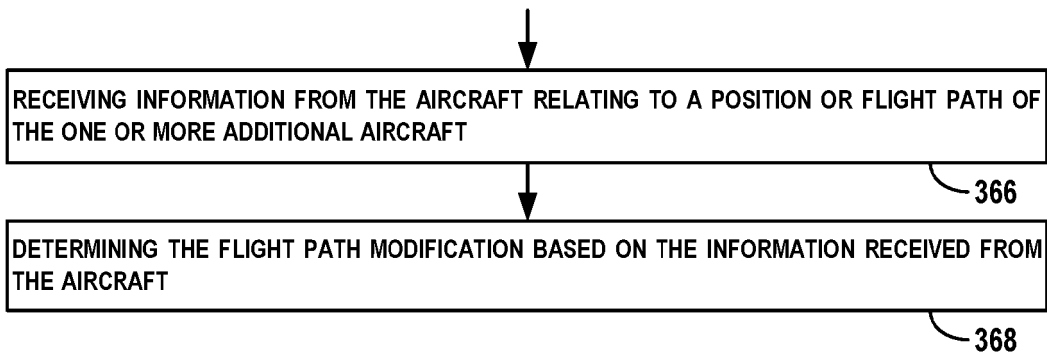 RECEIVING INFORMATION FROM THE AIRCRAFT RELATING TO A POSITION OR FLIGHT PATH OF
THE ONE OR MORE ADDITIONAL AIRCRAFT
366
DETERMINING THE FLIGHT PATH MODIFICATION BASED ON THE INFORMATION RECEIVED FROM
THE AIRCRAFT
368